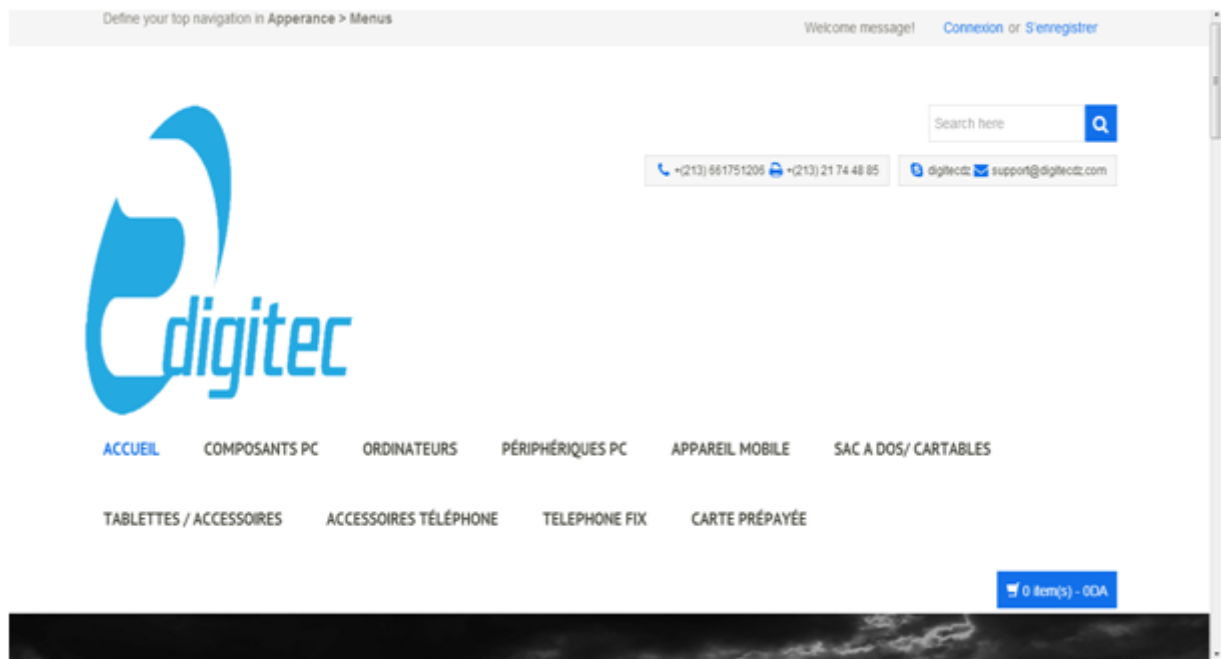 Define your top navigation in Apperance > Menus
Welcome message! Connexion or S'enregistrer
Search here
+(213) 661751206 +(213) 21 74 48 85 digitecdz support@digitecdz.com
digitec
ACCUEIL COMPOSANTS PC ORDINATEURS PÉRIPHÉRIQUES PC APPAREIL MOBILE SAC A DOS/ CARTABLES
TABLETTES / ACCESSOIRES ACCESSOIRES TÉLÉPHONE TELEPHONE FIX CARTE PRÉPAYÉE
0 item(s) - 0DA